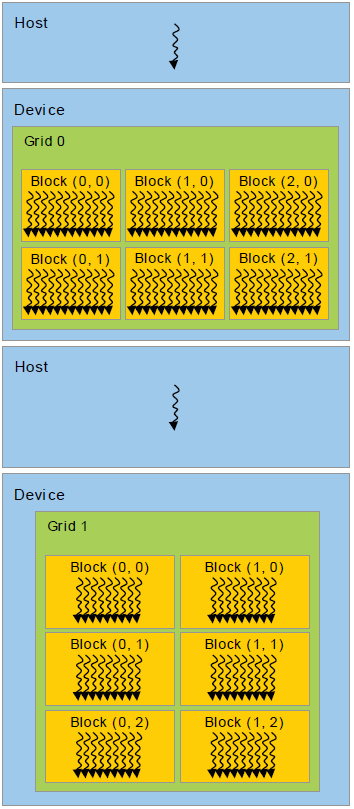 Host
Device
Grid 0
Block (0, 0) Block (1, 0) Block (2, 0)
Block (0, 1) Block (1, 1) Block (2, 1)
Host
Device
Grid 1
Block (0, 0) Block (1, 0)
Block (0, 1) Block (1, 1)
Block (0, 2) Block (1, 2)